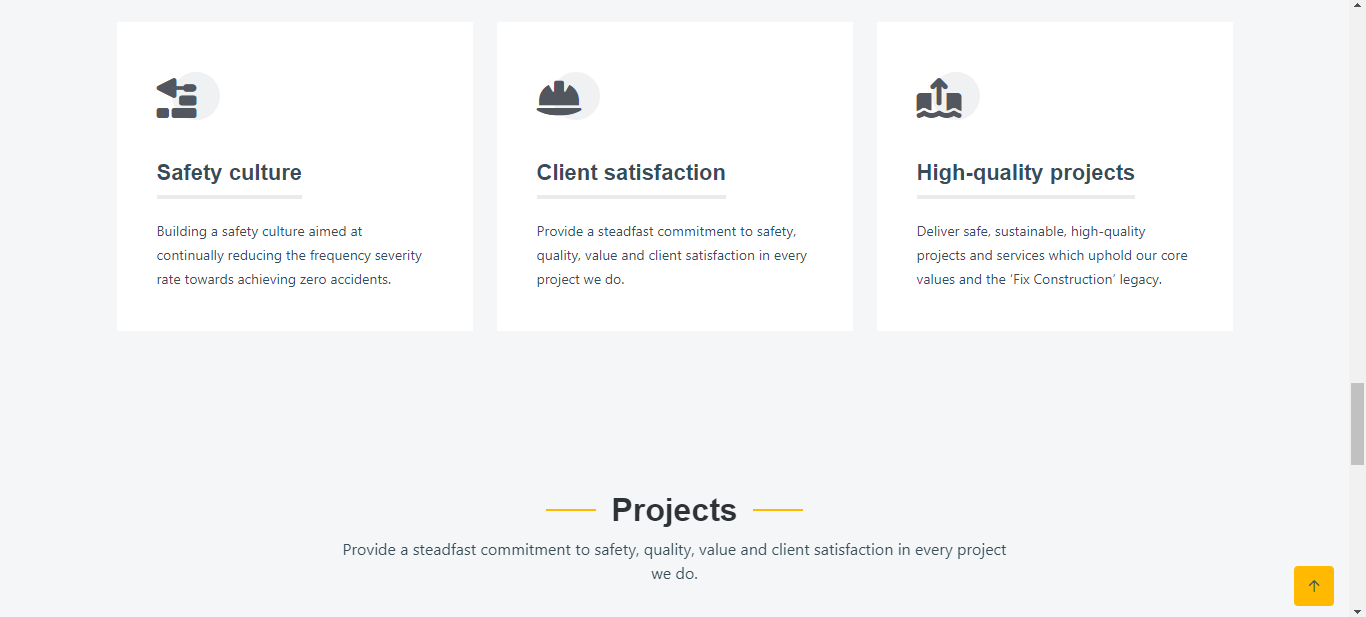 Safety culture
Building a safety culture aimed at
continually reducing the frequency severity
rate towards achieving zero accidents.
Client satisfaction
Provide a steadfast commitment to safety,
quality, value and client satisfaction in every
project we do.
High-quality projects
Deliver safe, sustainable, high-quality
projects and services which uphold our core
values and the ‘Fix Construction’ legacy.
Projects
Provide a steadfast commitment to safety, quality, value and client satisfaction in every project
we do.